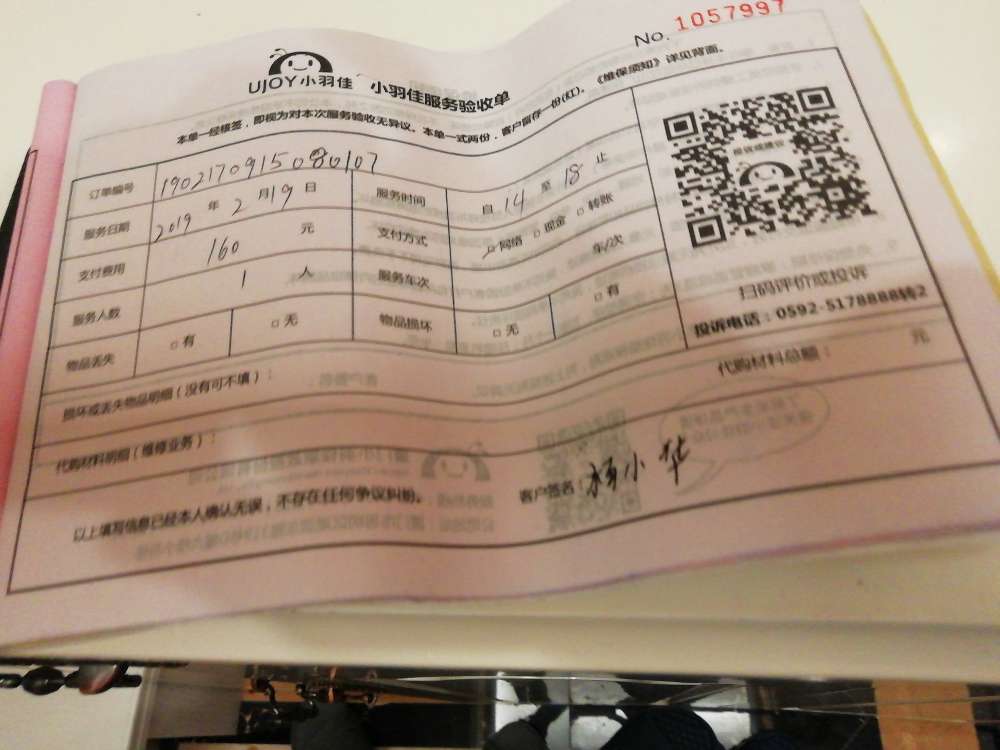 No. 1057997
UJOY小羽佳 小羽佳服务验收单
本单一经核签，即视为对本次服务验收无异议。本单一式两份，客户留存一份(红)。《维保须知》详见背面。
订单编号 1902170915080107
服务日期 2019 年 2 月 19 日 服务时间 自 14 至 18 止
支付费用 160 元 支付方式 ☑网络 □现金 □转账
服务人数 1 人 服务车次 车/次
物品丢失 □有 □无 物品损坏 □无 □有
投诉或建议
扫码评价或投诉
投诉电话：0592-5178888转2
损坏或丢失物品明细（没有可不填）：
代购材料明细（维修业务）： 代购材料总额： 元
以上填写信息已经本人确认无误，不存在任何争议纠纷。 客户签名：杨小华